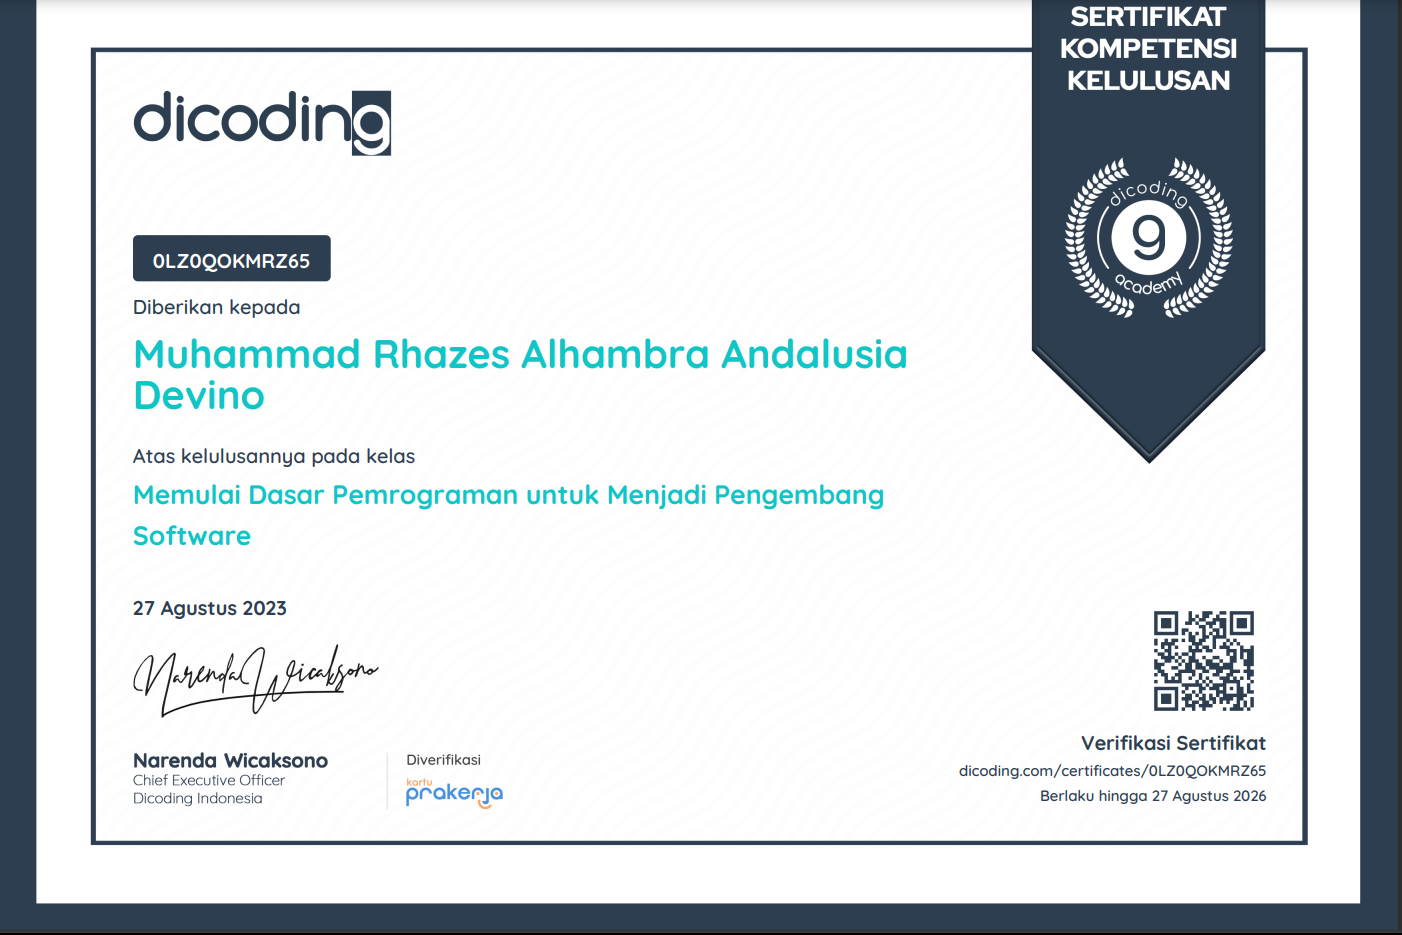 SERTIFIKAT
KOMPETENSI
KELULUSAN
dicoding
dicoding
9
academy
0LZ0QOKMRZ65
Diberikan kepada
Muhammad Rhazes Alhambra Andalusia
Devino
Atas kelulusannya pada kelas
Memulai Dasar Pemrograman untuk Menjadi Pengembang
Software
27 Agustus 2023
Narenda Wicaksono
Narenda Wicaksono
Chief Executive Officer
Dicoding Indonesia
Diverifikasi
kartu
prakerja
Verifikasi Sertifikat
dicoding.com/certificates/0LZ0QOKMRZ65
Berlaku hingga 27 Agustus 2026